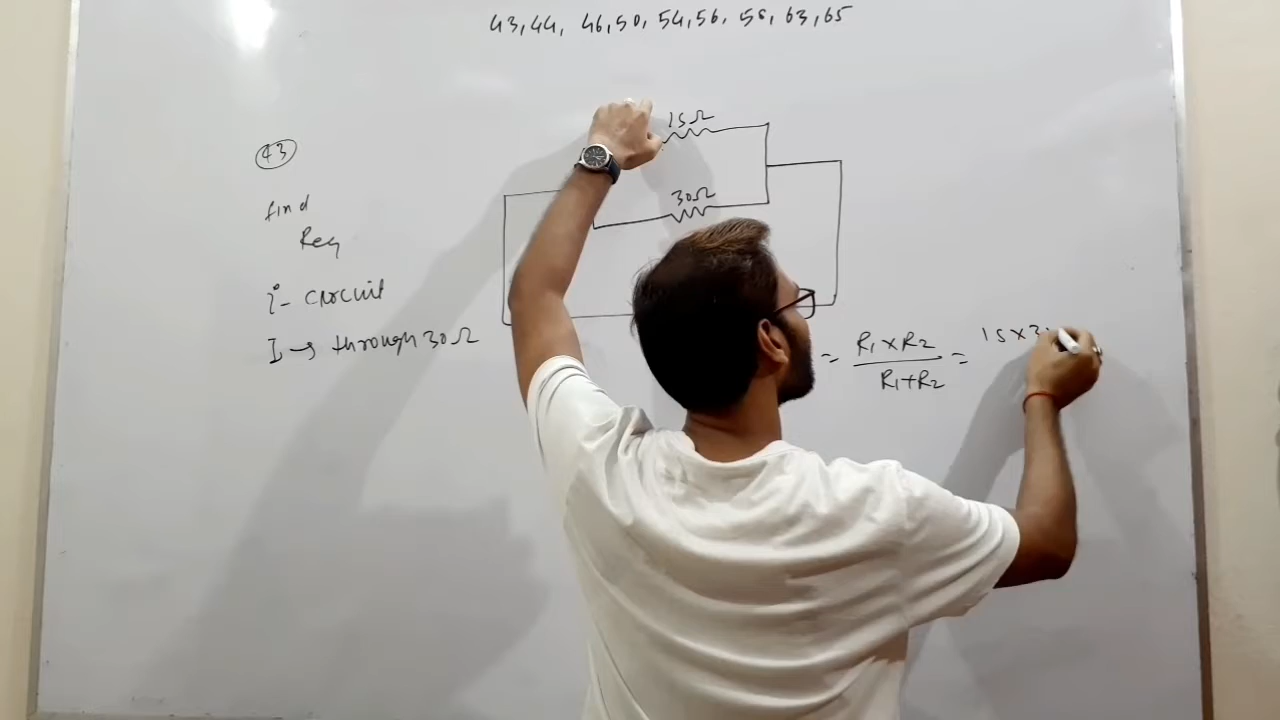 43,44, 46,50, 54,56, 58, 63,65
43
15Ω
30Ω
find
Req
i - circuit
I → through 30Ω
= R₁×R₂ / R₁+R₂ = 15×3